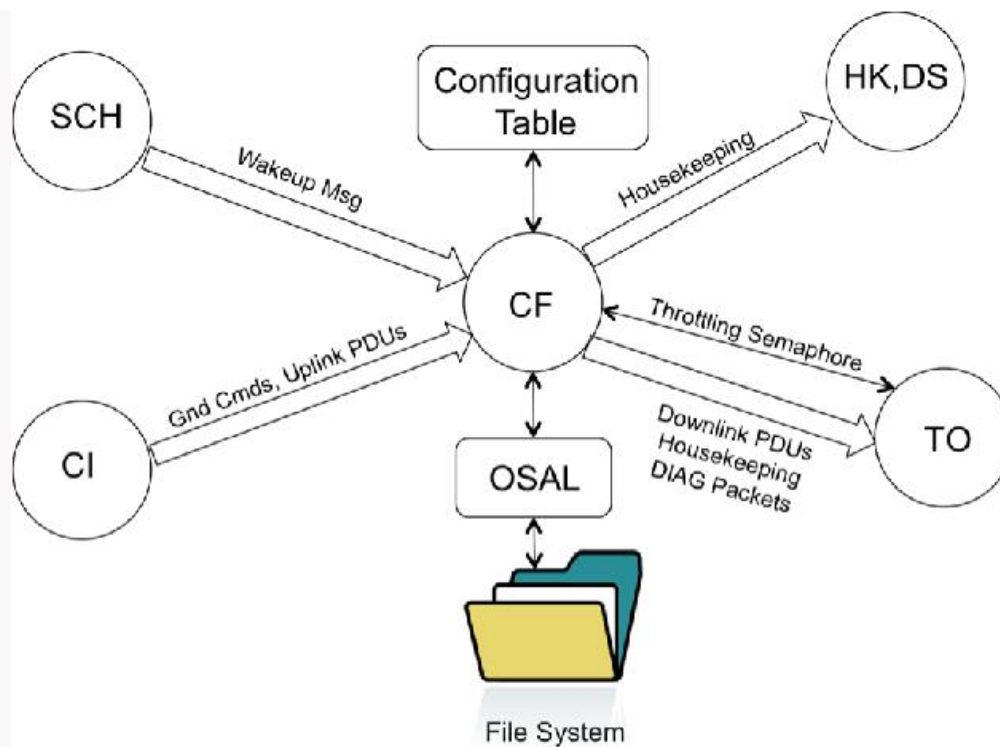 SCH
Configuration
Table
HK,DS
Wakeup Msg
Housekeeping
CF
Throttling Semaphore
Gnd Cmds, Uplink PDUs
CI
OSAL
Downlink PDUs
Housekeeping
DIAG Packets
TO
File System